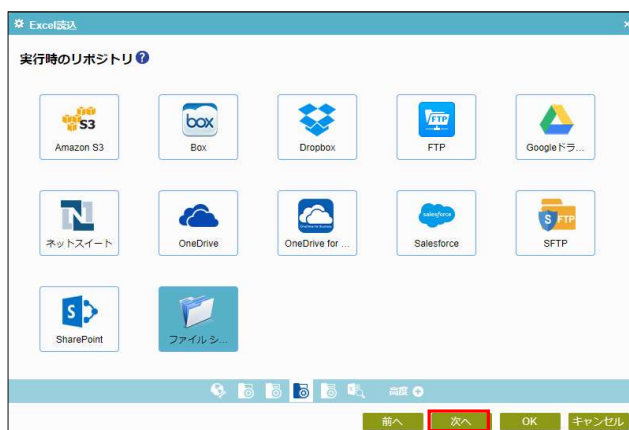 Excel読込
×
実行時のリポジトリ ?
S3
box
FTP
Amazon S3
Box
Dropbox
FTP
Googleドラ...
N
salesforce
S FTP
ネットスイート
OneDrive
OneDrive for ...
Salesforce
SFTP
S
SharePoint
ファイル シ...
高度
前へ
次へ
OK
キャンセル